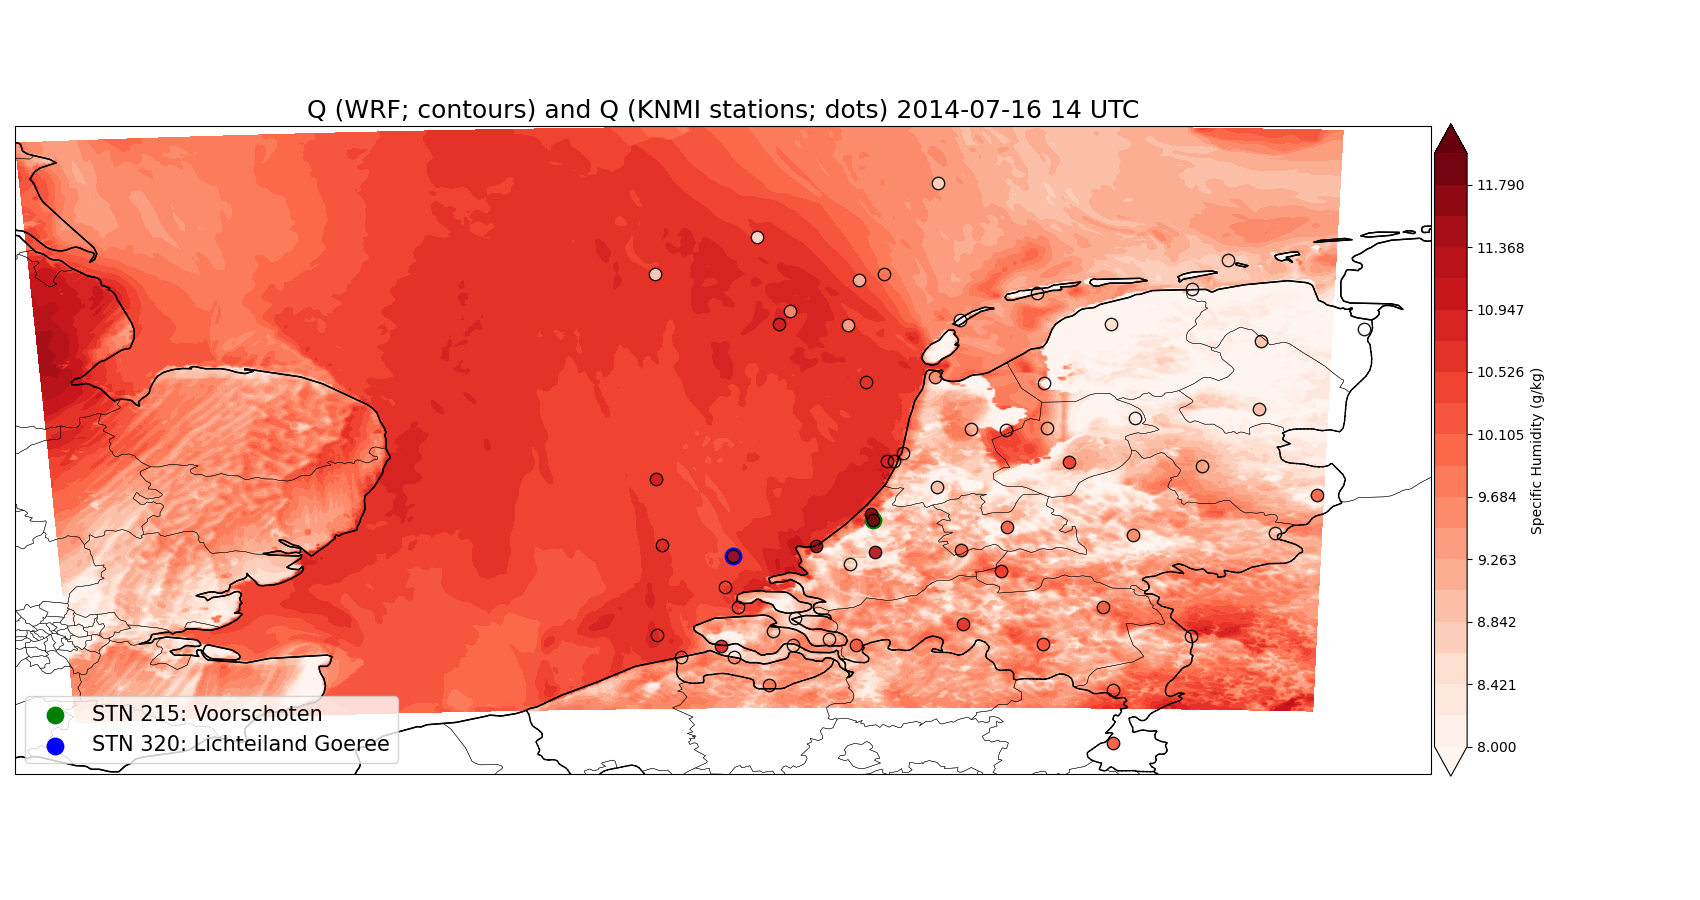 Q (WRF; contours) and Q (KNMI stations; dots) 2014-07-16 14 UTC
11.790
11.368
10.947
10.526
10.105
9.684
9.263
8.842
8.421
8.000
Specific Humidity (g/kg)
STN 215: Voorschoten
STN 320: Lichteiland Goeree